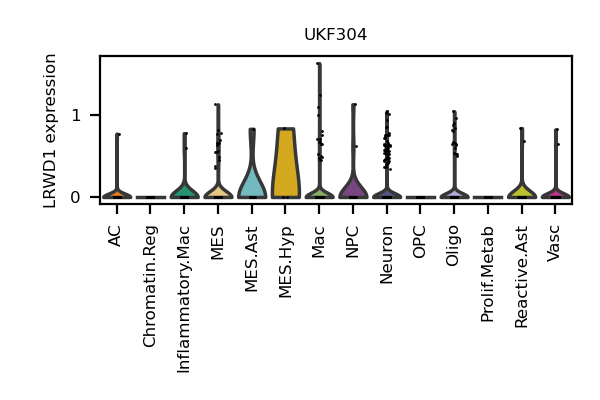 UKF304
LRWD1 expression
1
0
AC
Chromatin.Reg
Inflammatory.Mac
MES
MES.Ast
MES.Hyp
Mac
NPC
Neuron
OPC
Oligo
Prolif.Metab
Reactive.Ast
Vasc